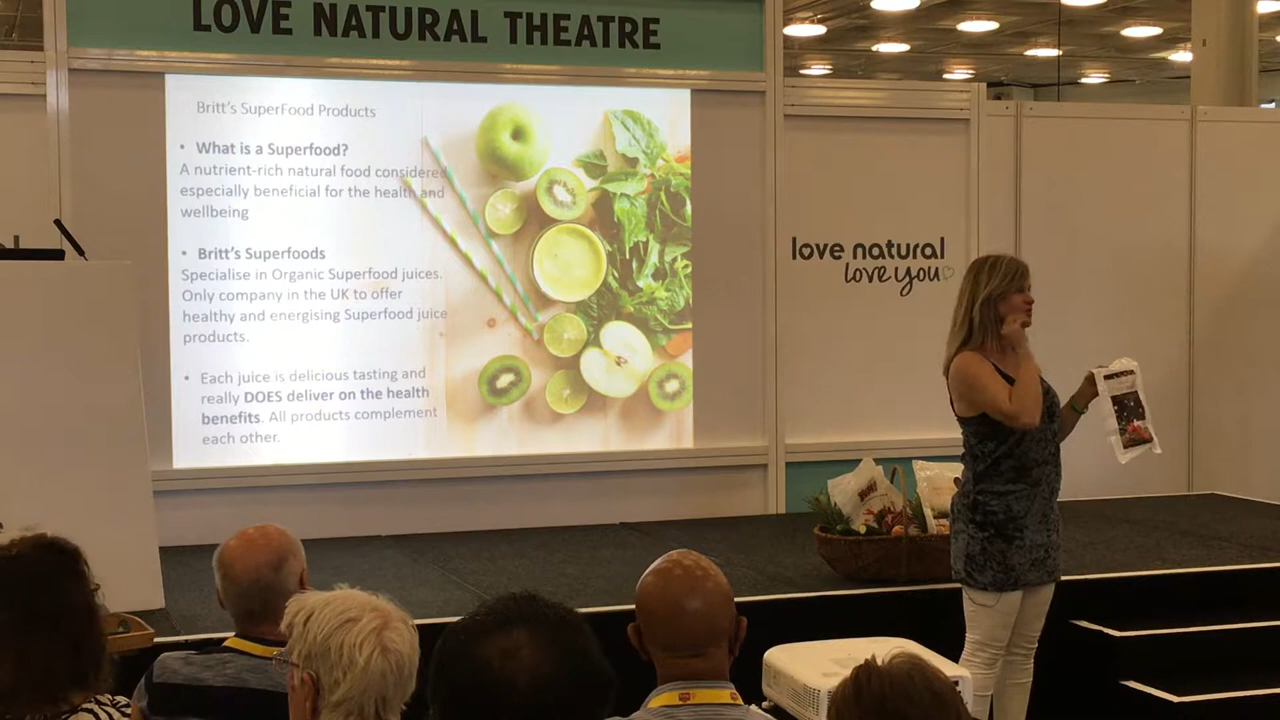 LOVE NATURAL THEATRE
Britt's SuperFood Products
• What is a Superfood?
A nutrient-rich natural food considered
especially beneficial for the health and
wellbeing
• Britt's Superfoods
Specialise in Organic Superfood juices.
Only company in the UK to offer
healthy and energising Superfood juice
products.
• Each juice is delicious tasting and
really DOES deliver on the health
benefits. All products complement
each other.
love natural
love you